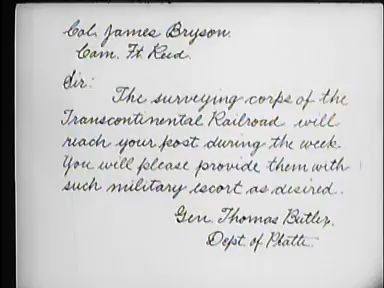 Col. James Bryson.
Com. Ft. Reid.
Sir:
The surveying corps of the
Transcontinental Railroad will
reach your post during the week.
You will please provide them with
such military escort as desired.
Gen. Thomas Butler,
Dept. of Platte.